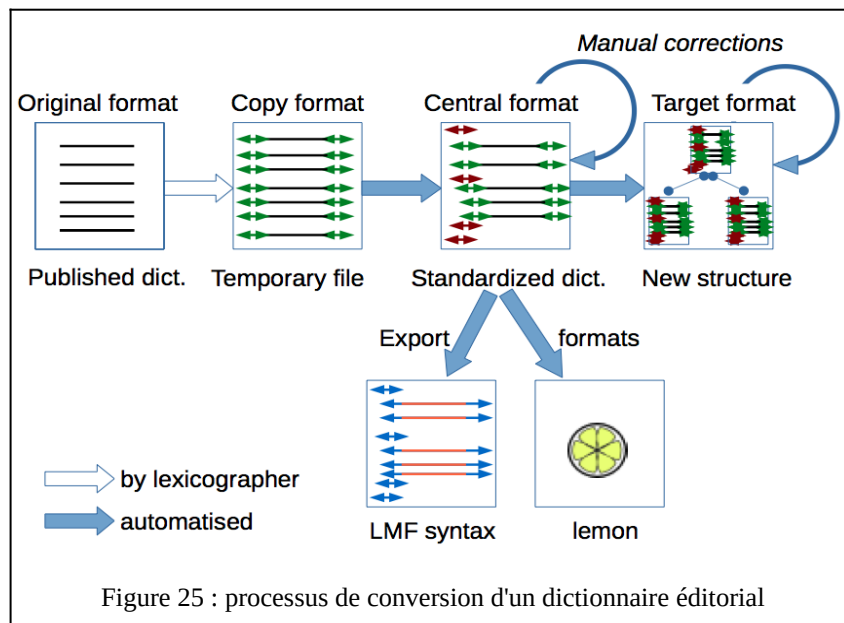 Manual corrections
Original format
Copy format
Central format
Target format
Published dict.
Temporary file
Standardized dict.
New structure
Export
formats
by lexicographer
automatised
LMF syntax
lemon
Figure 25 : processus de conversion d'un dictionnaire éditorial